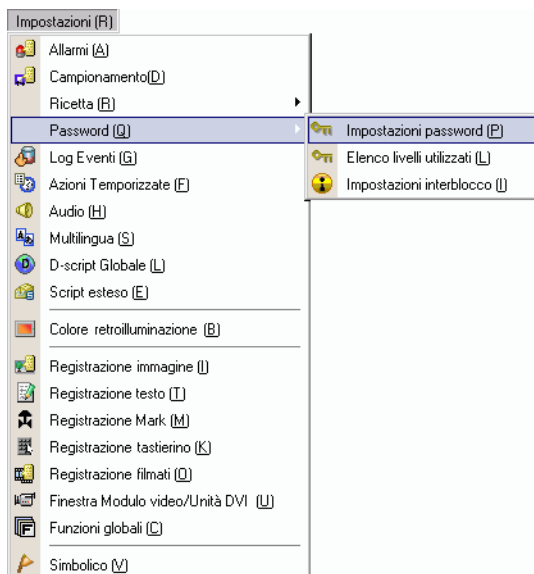 Impostazioni (R)
Allarmi (A)
Campionamento(D)
Ricetta (R)
Password (Q)
Impostazioni password (P)
Elenco livelli utilizzati (L)
Impostazioni interblocco (I)
Log Eventi (G)
Azioni Temporizzate (F)
Audio (H)
Multilingua (S)
D-script Globale (L)
Script esteso (E)
Colore retroilluminazione (B)
Registrazione immagine (I)
Registrazione testo (T)
Registrazione Mark (M)
Registrazione tastierino (K)
Registrazione filmati (O)
Finestra Modulo video/Unità DVI (U)
Funzioni globali (C)
Simbolico (V)